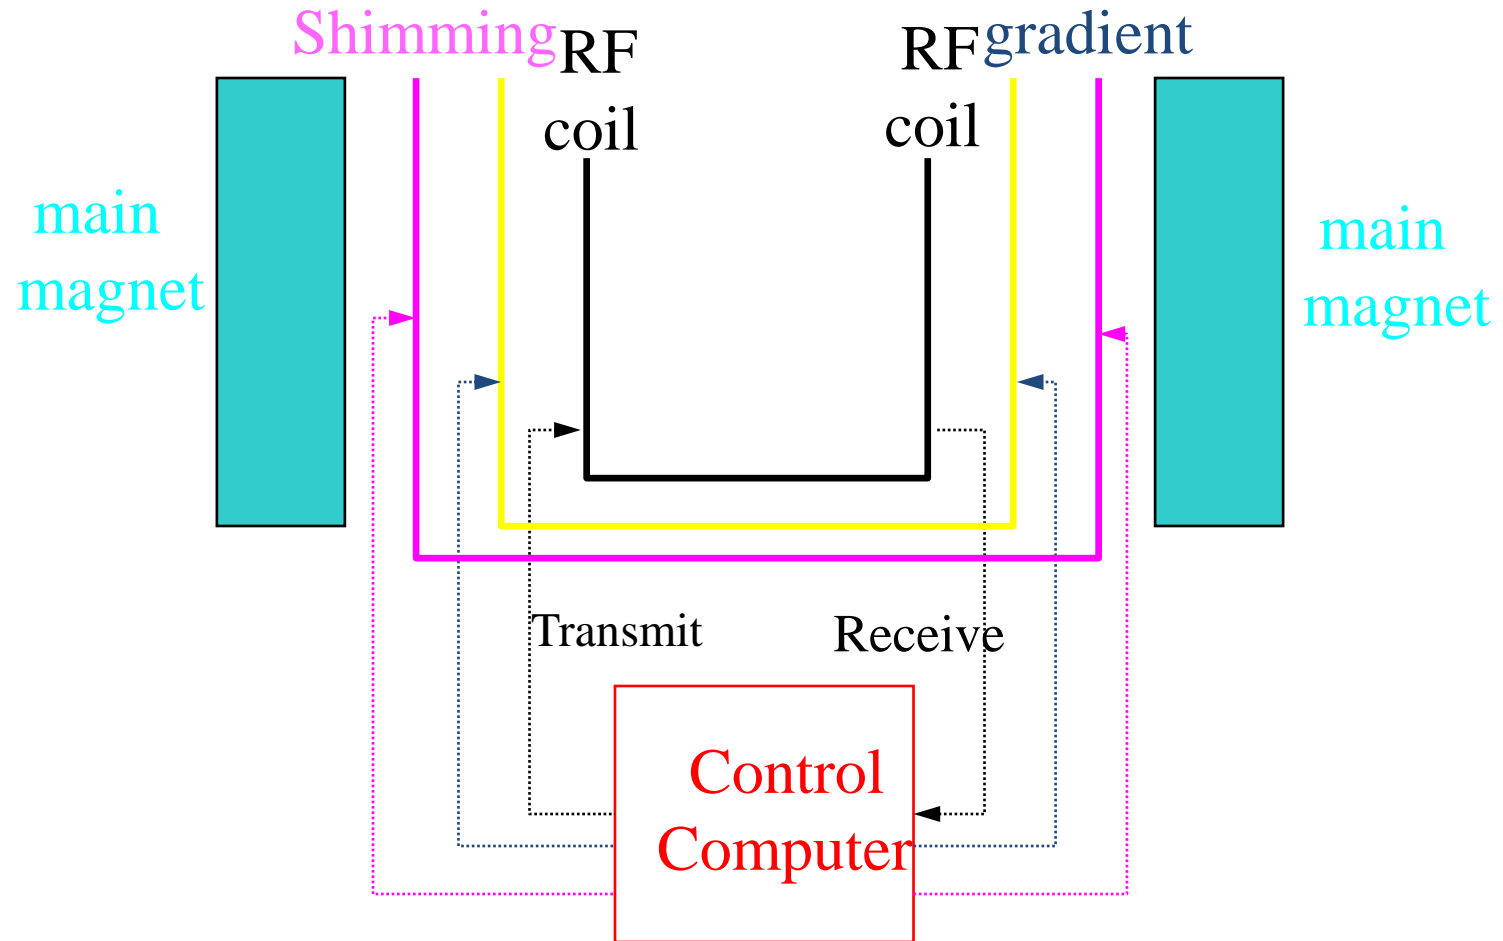 Shimming
RF
coil
RF
coil
gradient
main
magnet
main
magnet
Transmit
Receive
Control
Computer